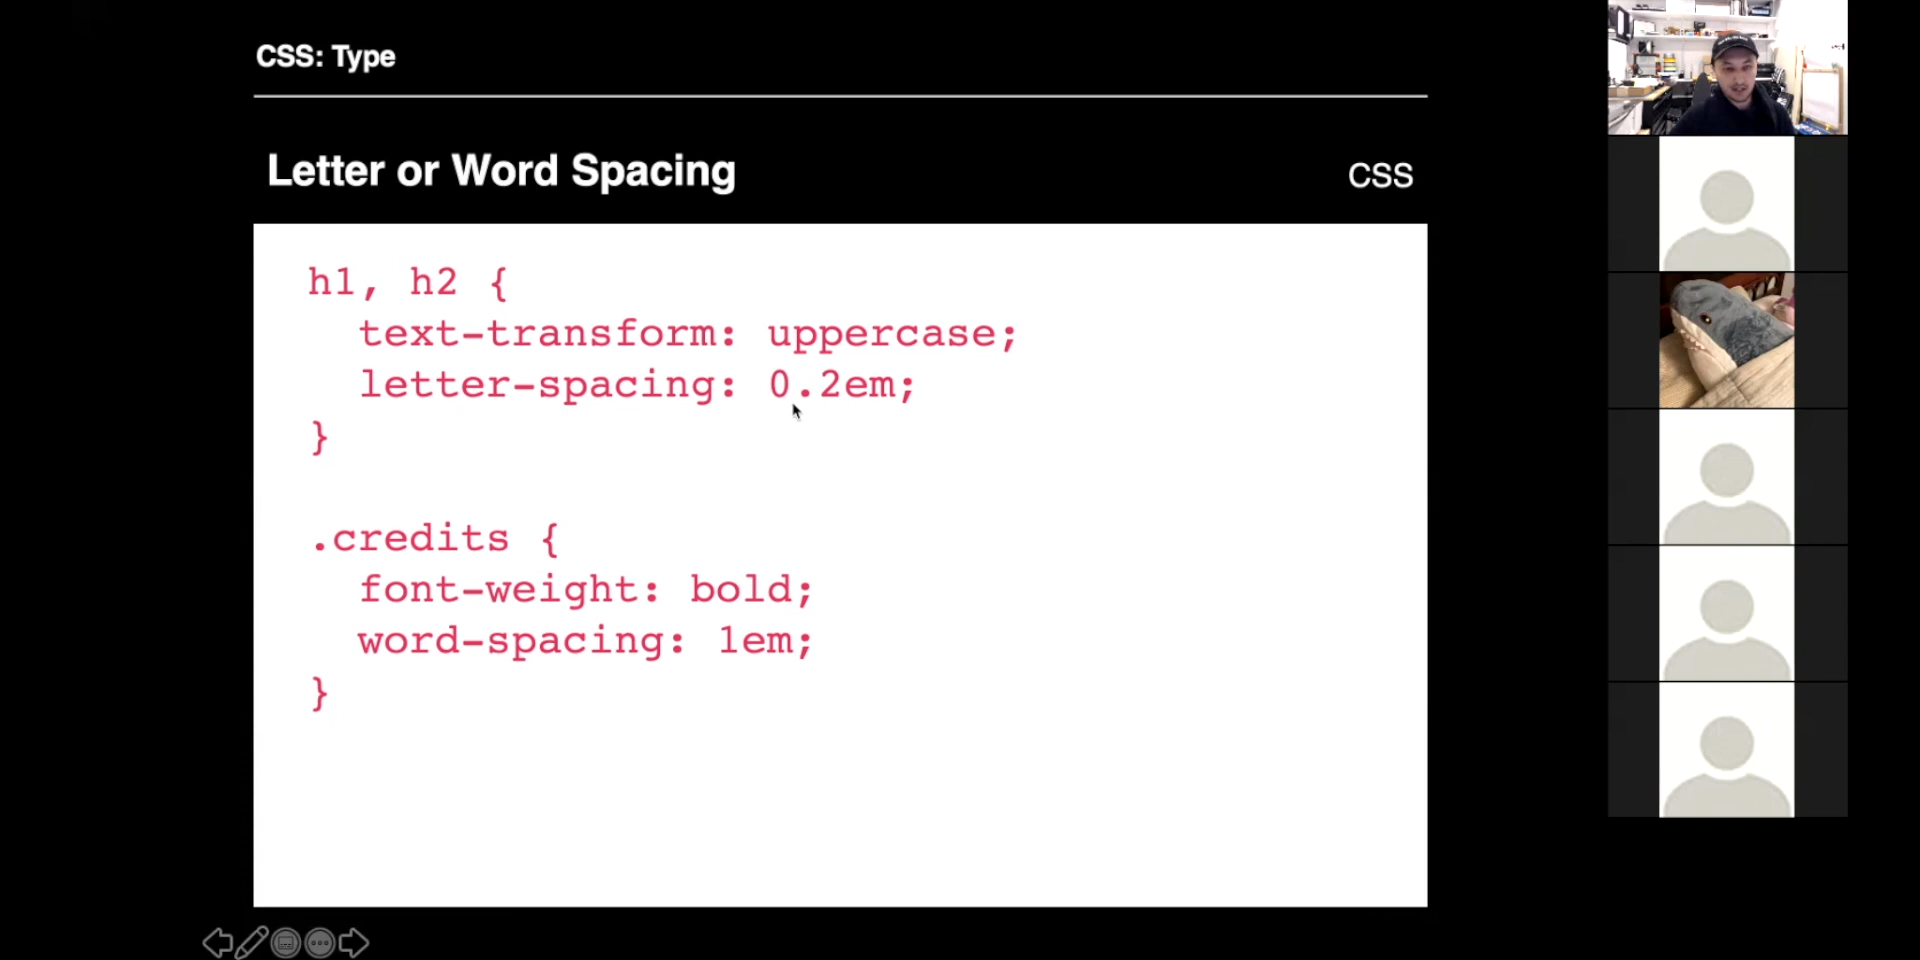 CSS: Type
Letter or Word Spacing
CSS
h1, h2 {
text-transform: uppercase;
letter-spacing: 0.2em;
}
.credits {
font-weight: bold;
word-spacing: 1em;
}